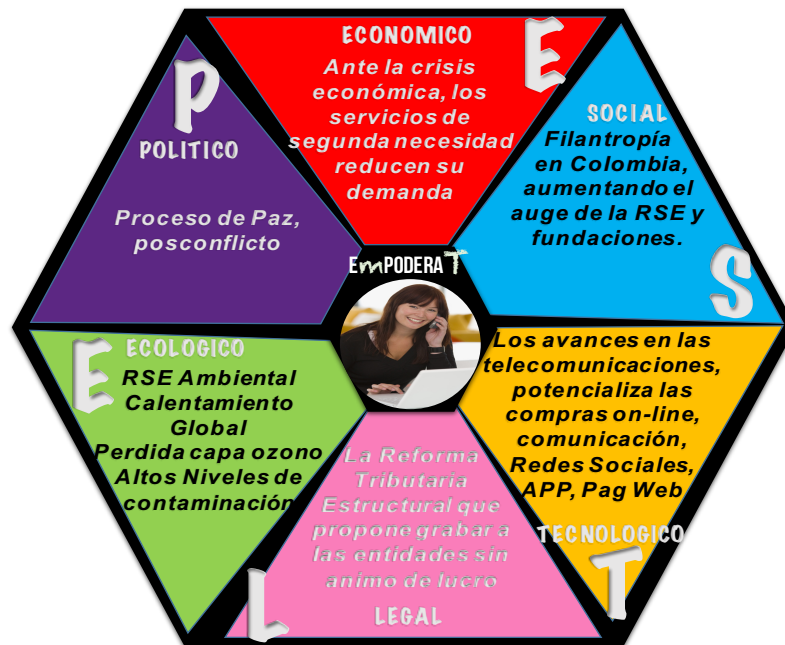 P
POLITICO
Proceso de Paz,
posconflicto
E
ECONOMICO
Ante la crisis
económica, los
servicios de
segunda necesidad
reducen su
demanda
SOCIAL
Filantropía
en Colombia,
aumentando el
auge de la RSE y
fundaciones.
S
EmPODERAT
E
ECOLOGICO
RSE Ambiental
Calentamiento
Global
Perdida capa ozono
Altos Niveles de
contaminación
La Reforma
Tributaria
Estructural que
propone grabar a
las entidades sin
animo de lucro
LEGAL
L
Los avances en las
telecomunicaciones,
potencializa las
compras on-line,
comunicación,
Redes Sociales,
APP, Pag Web
TECNOLOGICO
T